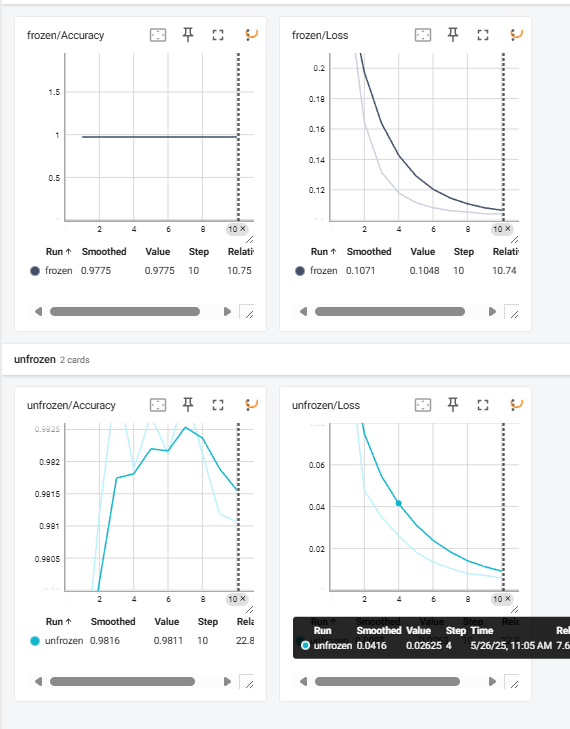 frozen/Accuracy
1.5
1
0.5
2 4 6 8 10 ×
Run ↑ Smoothed Value Step Relati
frozen 0.9775 0.9775 10 10.75
frozen/Loss
0.2
0.18
0.16
0.14
0.12
2 4 6 8 10 ×
Run ↑ Smoothed Value Step Relati
frozen 0.1071 0.1048 10 10.74
unfrozen 2 cards
unfrozen/Accuracy
0.9825
0.982
0.9815
0.981
0.9805
2 4 6 8 10 ×
Run ↑ Smoothed Value Step Rela
unfrozen 0.9816 0.9811 10 22.8
unfrozen/Loss
0.06
0.04
0.02
2 4 6 8 10 ×
Run Smoothed Value Step Time Rel
unfrozen 0.0416 0.02625 4 5/26/25, 11:05 AM 7.6